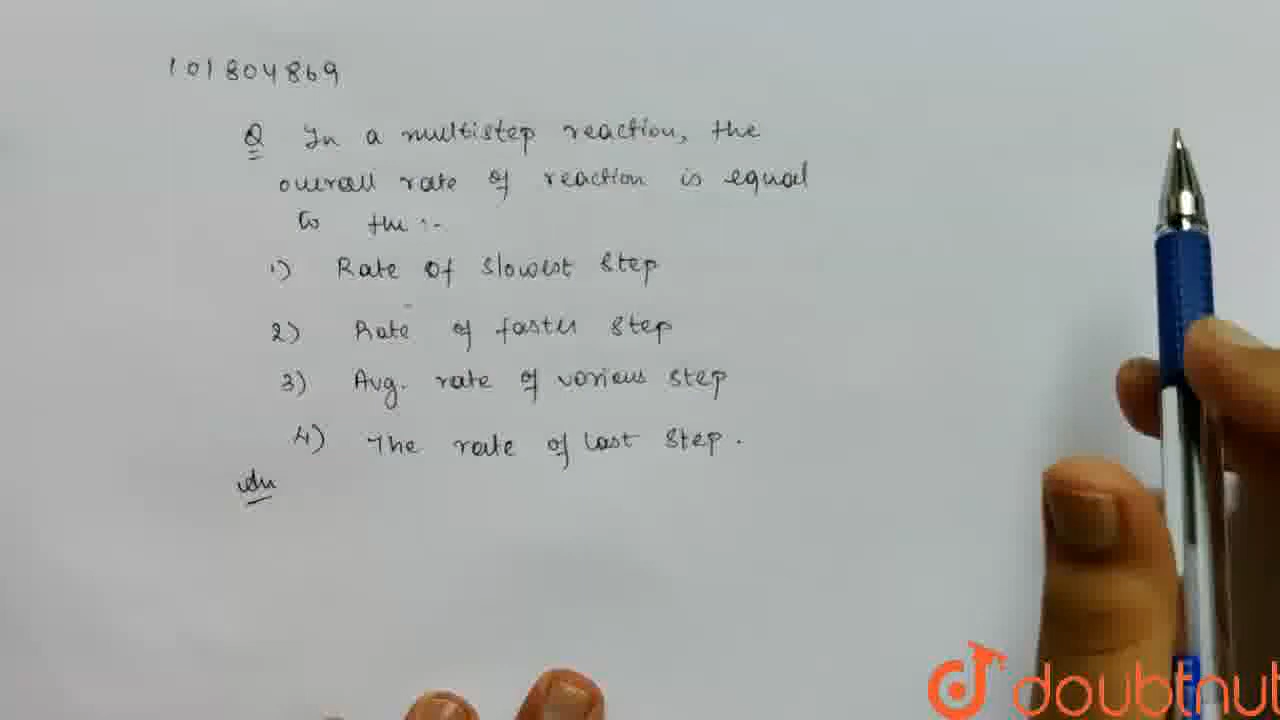 101804869
Q In a multistep reaction, the
overall rate of reaction is equal
to the :-
1) Rate of slowest step
2) Rate of faster step
3) Avg. rate of various step
4) The rate of last step.
doubtnut